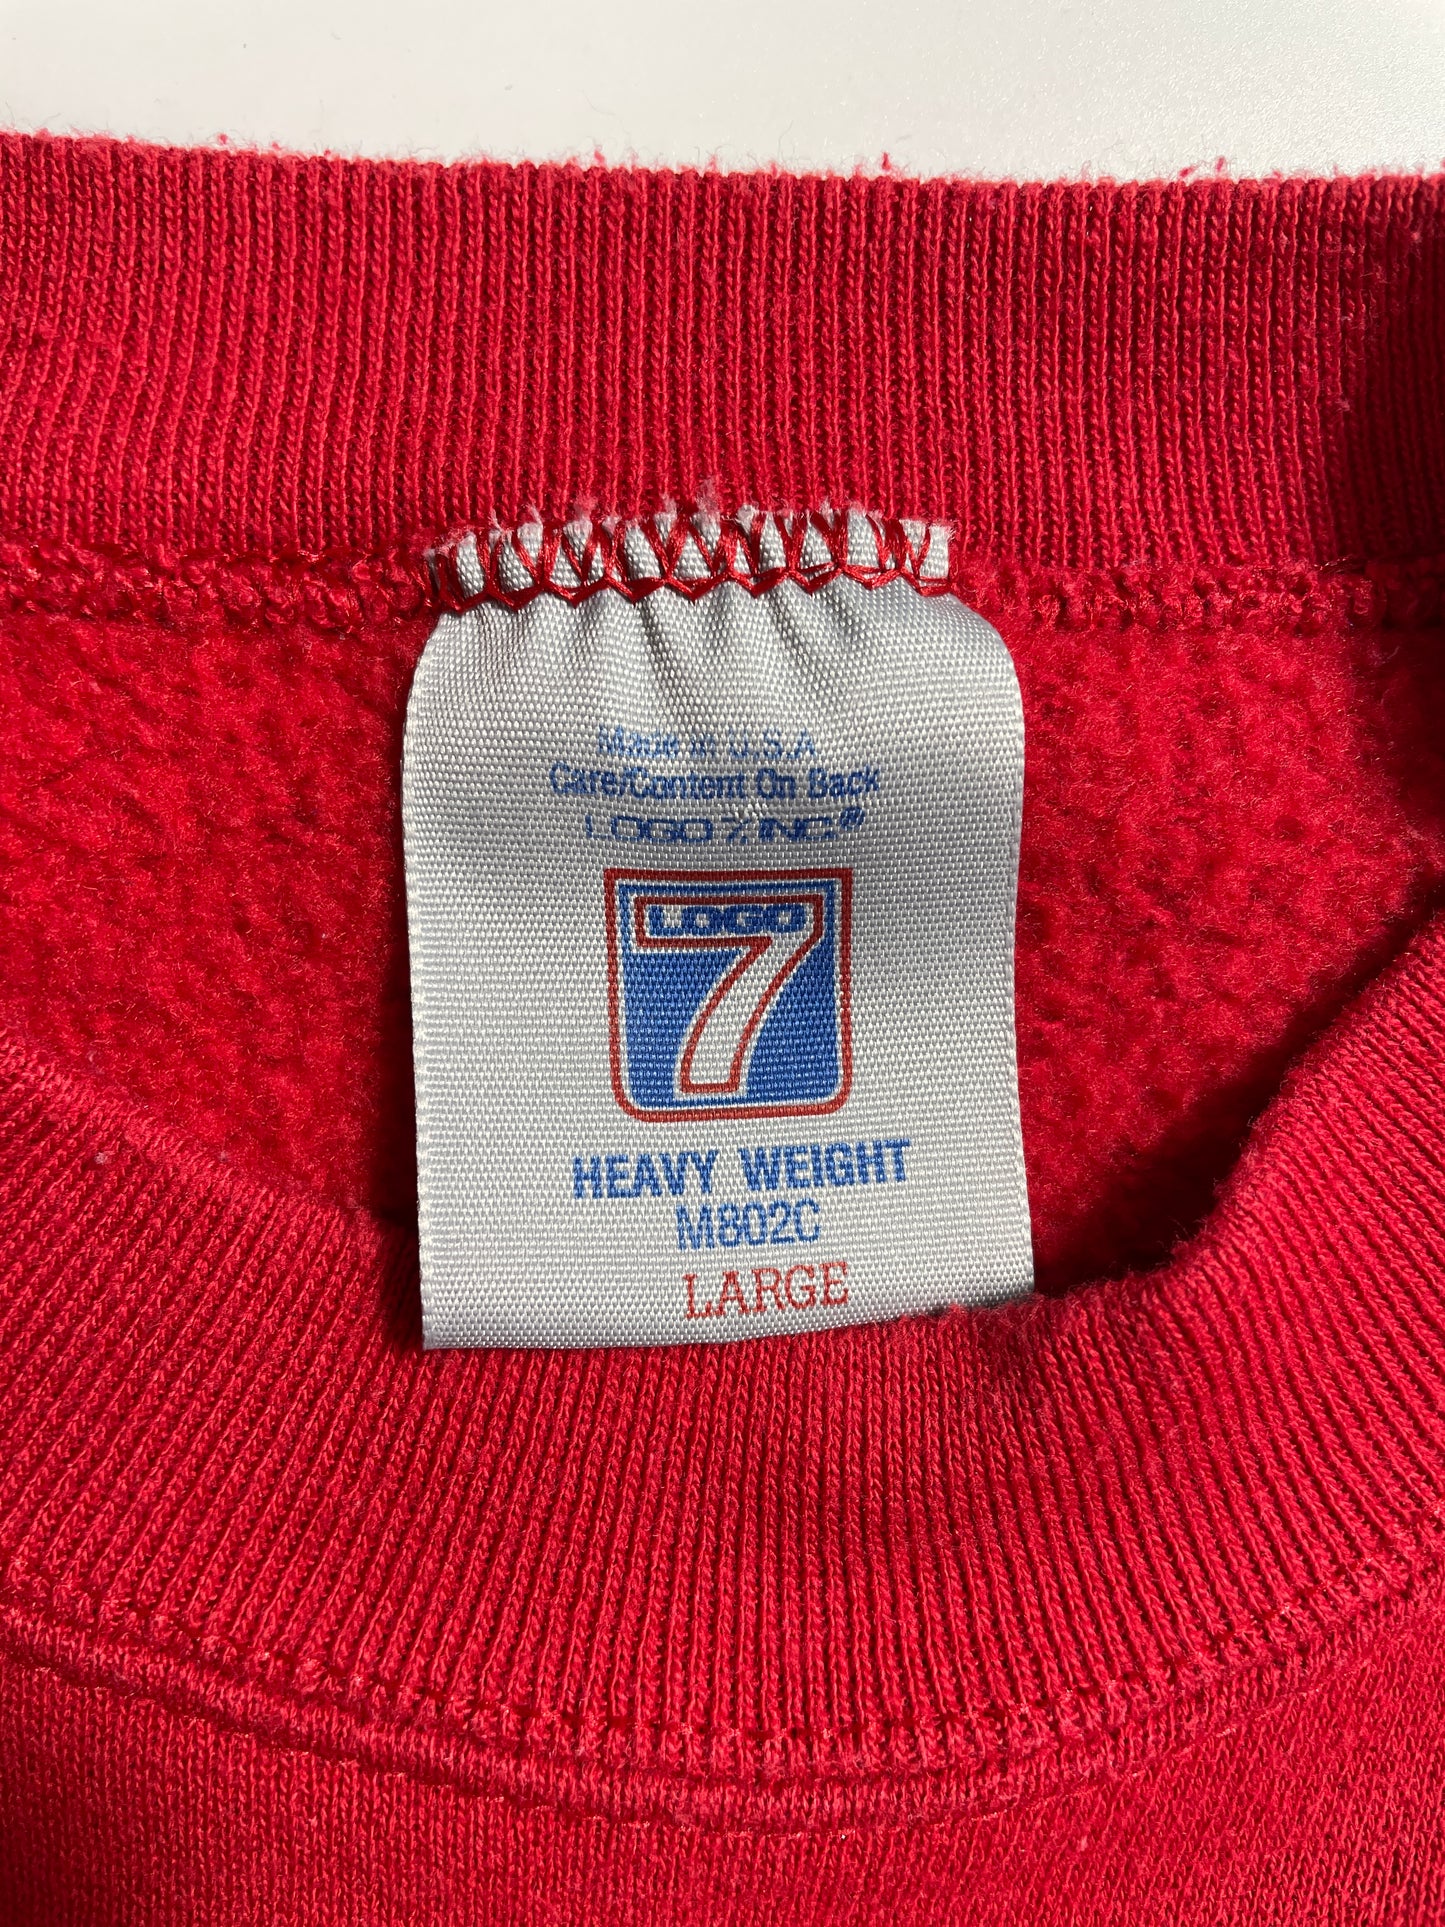 Made in U.S.A
Care/Content On Back
LOGO 7, INC.®
LOGO
7
HEAVY WEIGHT
M802C
LARGE